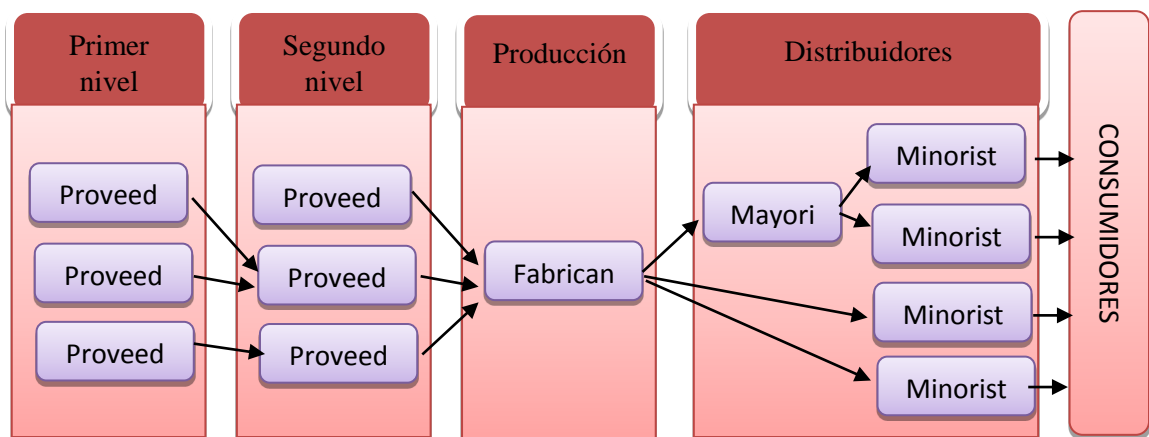 Primer
nivel
Segundo
nivel
Producción
Distribuidores
Proveed
Proveed
Proveed
Proveed
Proveed
Proveed
Fabrican
Mayori
Minorist
Minorist
Minorist
Minorist
CONSUMIDORES